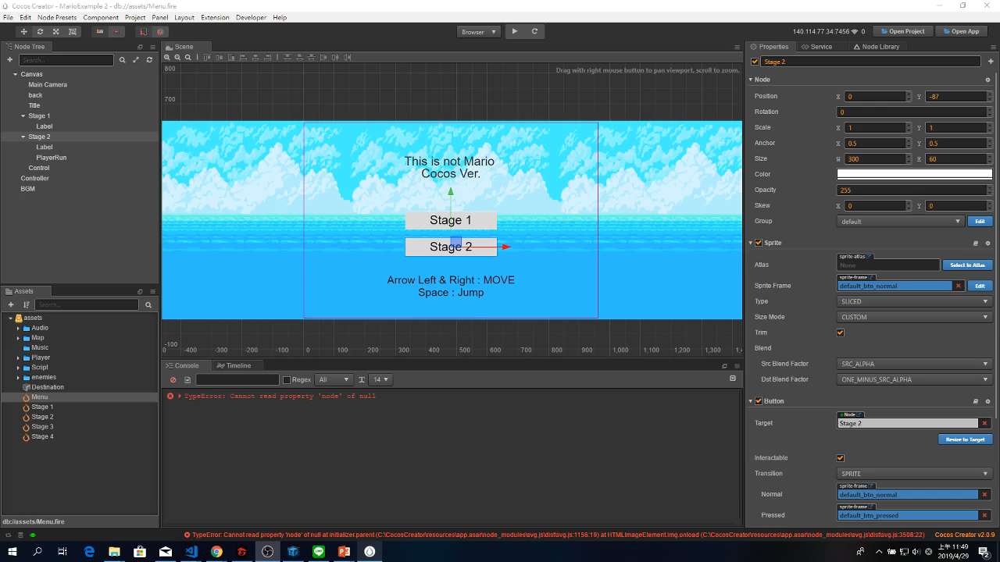 Cocos Creator - MarioExample 2 - db://assets/Menu.fire
File Edit Node Component Project Panel Layout Extension Developer Help
Browser
140.114.77.34:7456 0 Open Project Open App
Node Tree
Search...
Canvas
Main Camera
back
Title
Stage 1
Label
Stage 2
Label
PlayerRun
Control
Controller
BGM
Assets
Search...
assets
Audio
Map
Music
Player
Script
enemies
Destination
Menu
Stage 1
Stage 2
Stage 3
Stage 4
db://assets/Menu.fire
Scene
Drag with right mouse button to pan viewport, scroll to zoom.
800
700
This is not Mario
Cocos Ver.
Stage 1
Stage 2
Arrow Left & Right : MOVE
Space : Jump
-100
0 -400 -300 -200 -100 0 100 200 300 400 500 600 700 800 900 1,000 1,100 1,200 1,300 1,4
Console Timeline
Regex All 14
TypeError: Cannot read property 'node' of null
Properties Service Node Library
Stage 2
Node
Position X 0 Y -87
Rotation 0
Scale X 1 Y 1
Anchor X 0.5 Y 0.5
Size W 300 H 60
Color
Opacity 255
Skew X 0 Y 0
Group default Edit
Sprite
sprite-atlas
Atlas None Select In Atlas
sprite-frame
Sprite Frame default_btn_normal Edit
Type SLICED
Size Mode CUSTOM
Trim
Blend
Src Blend Factor SRC_ALPHA
Dst Blend Factor ONE_MINUS_SRC_ALPHA
Button
Node
Target Stage 2
Resize to Target
Interactable
Transition SPRITE
sprite-frame
Normal default_btn_normal
sprite-frame
Pressed default_btn_pressed
TypeError: Cannot read property 'node' of null at initializer.parent (C:\CocosCreator\resources\app.asar\node_modules\svg.js\dist\svg.js:1156:19) at HTMLImageElement.img.onload (C:\CocosCreator\resources\app.asar\node_modules\svg.js\dist\svg.js:3508:22)
Cocos Creator v2.0.9
上午 11:49
2019/4/29